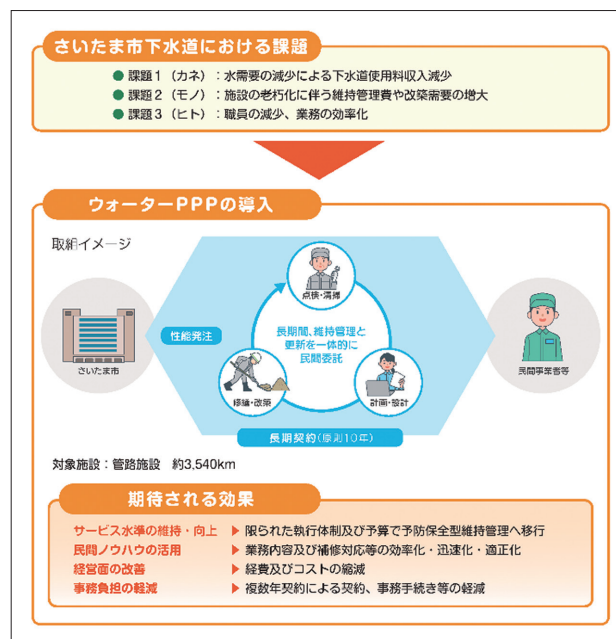 さいたま市下水道における課題
● 課題1（カネ）：水需要の減少による下水道使用料収入減少
● 課題2（モノ）：施設の老朽化に伴う維持管理費や改築需要の増大
● 課題3（ヒト）：職員の減少、業務の効率化
ウォーターPPPの導入
取組イメージ
点検・清掃
性能発注
長期間、維持管理と
更新を一体的に
民間委託
さいたま市
民間事業者等
修繕・改築
計画・設計
長期契約（原則10年）
対象施設：管路施設　約3,540km
期待される効果
サービス水準の維持・向上 ▶ 限られた執行体制及び予算で予防保全型維持管理へ移行
民間ノウハウの活用 ▶ 業務内容及び補修対応等の効率化・迅速化・適正化
経営面の改善 ▶ 経費及びコストの縮減
事務負担の軽減 ▶ 複数年契約による契約、事務手続き等の軽減